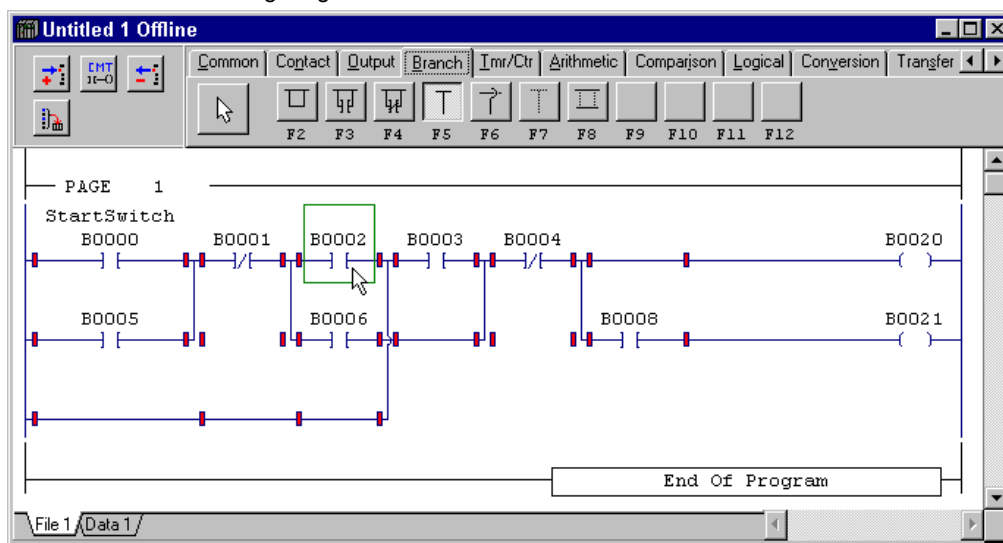 Untitled 1 Offline
CMT
Common Contact Output Branch Tmr/Ctr Arithmetic Comparison Logical Conversion Transfer
F2 F3 F4 F5 F6 F7 F8 F9 F10 F11 F12
PAGE 1
StartSwitch
B0000 B0001 B0002 B0003 B0004 B0020
B0005 B0006 B0008 B0021
End Of Program
File 1 Data 1